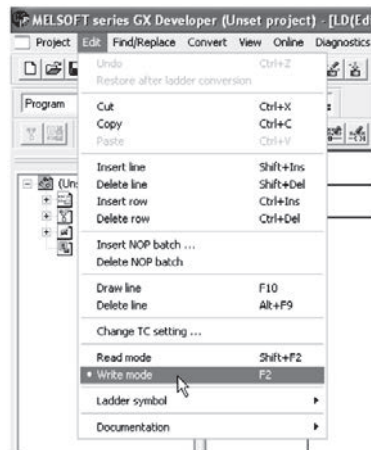 MELSOFT series GX Developer (Unset project) - [LD(Ed
Project Edit Find/Replace Convert View Online Diagnostics
Undo Ctrl+Z
Restore after ladder conversion
Program
Cut Ctrl+X
Copy Ctrl+C
Paste Ctrl+V
Insert line Shift+Ins
Delete line Shift+Del
(Un
Insert row Ctrl+Ins
Delete row Ctrl+Del
Insert NOP batch ...
Delete NOP batch
Draw line F10
Delete line Alt+F9
Change TC setting ...
Read mode Shift+F2
Write mode F2
Ladder symbol
Documentation